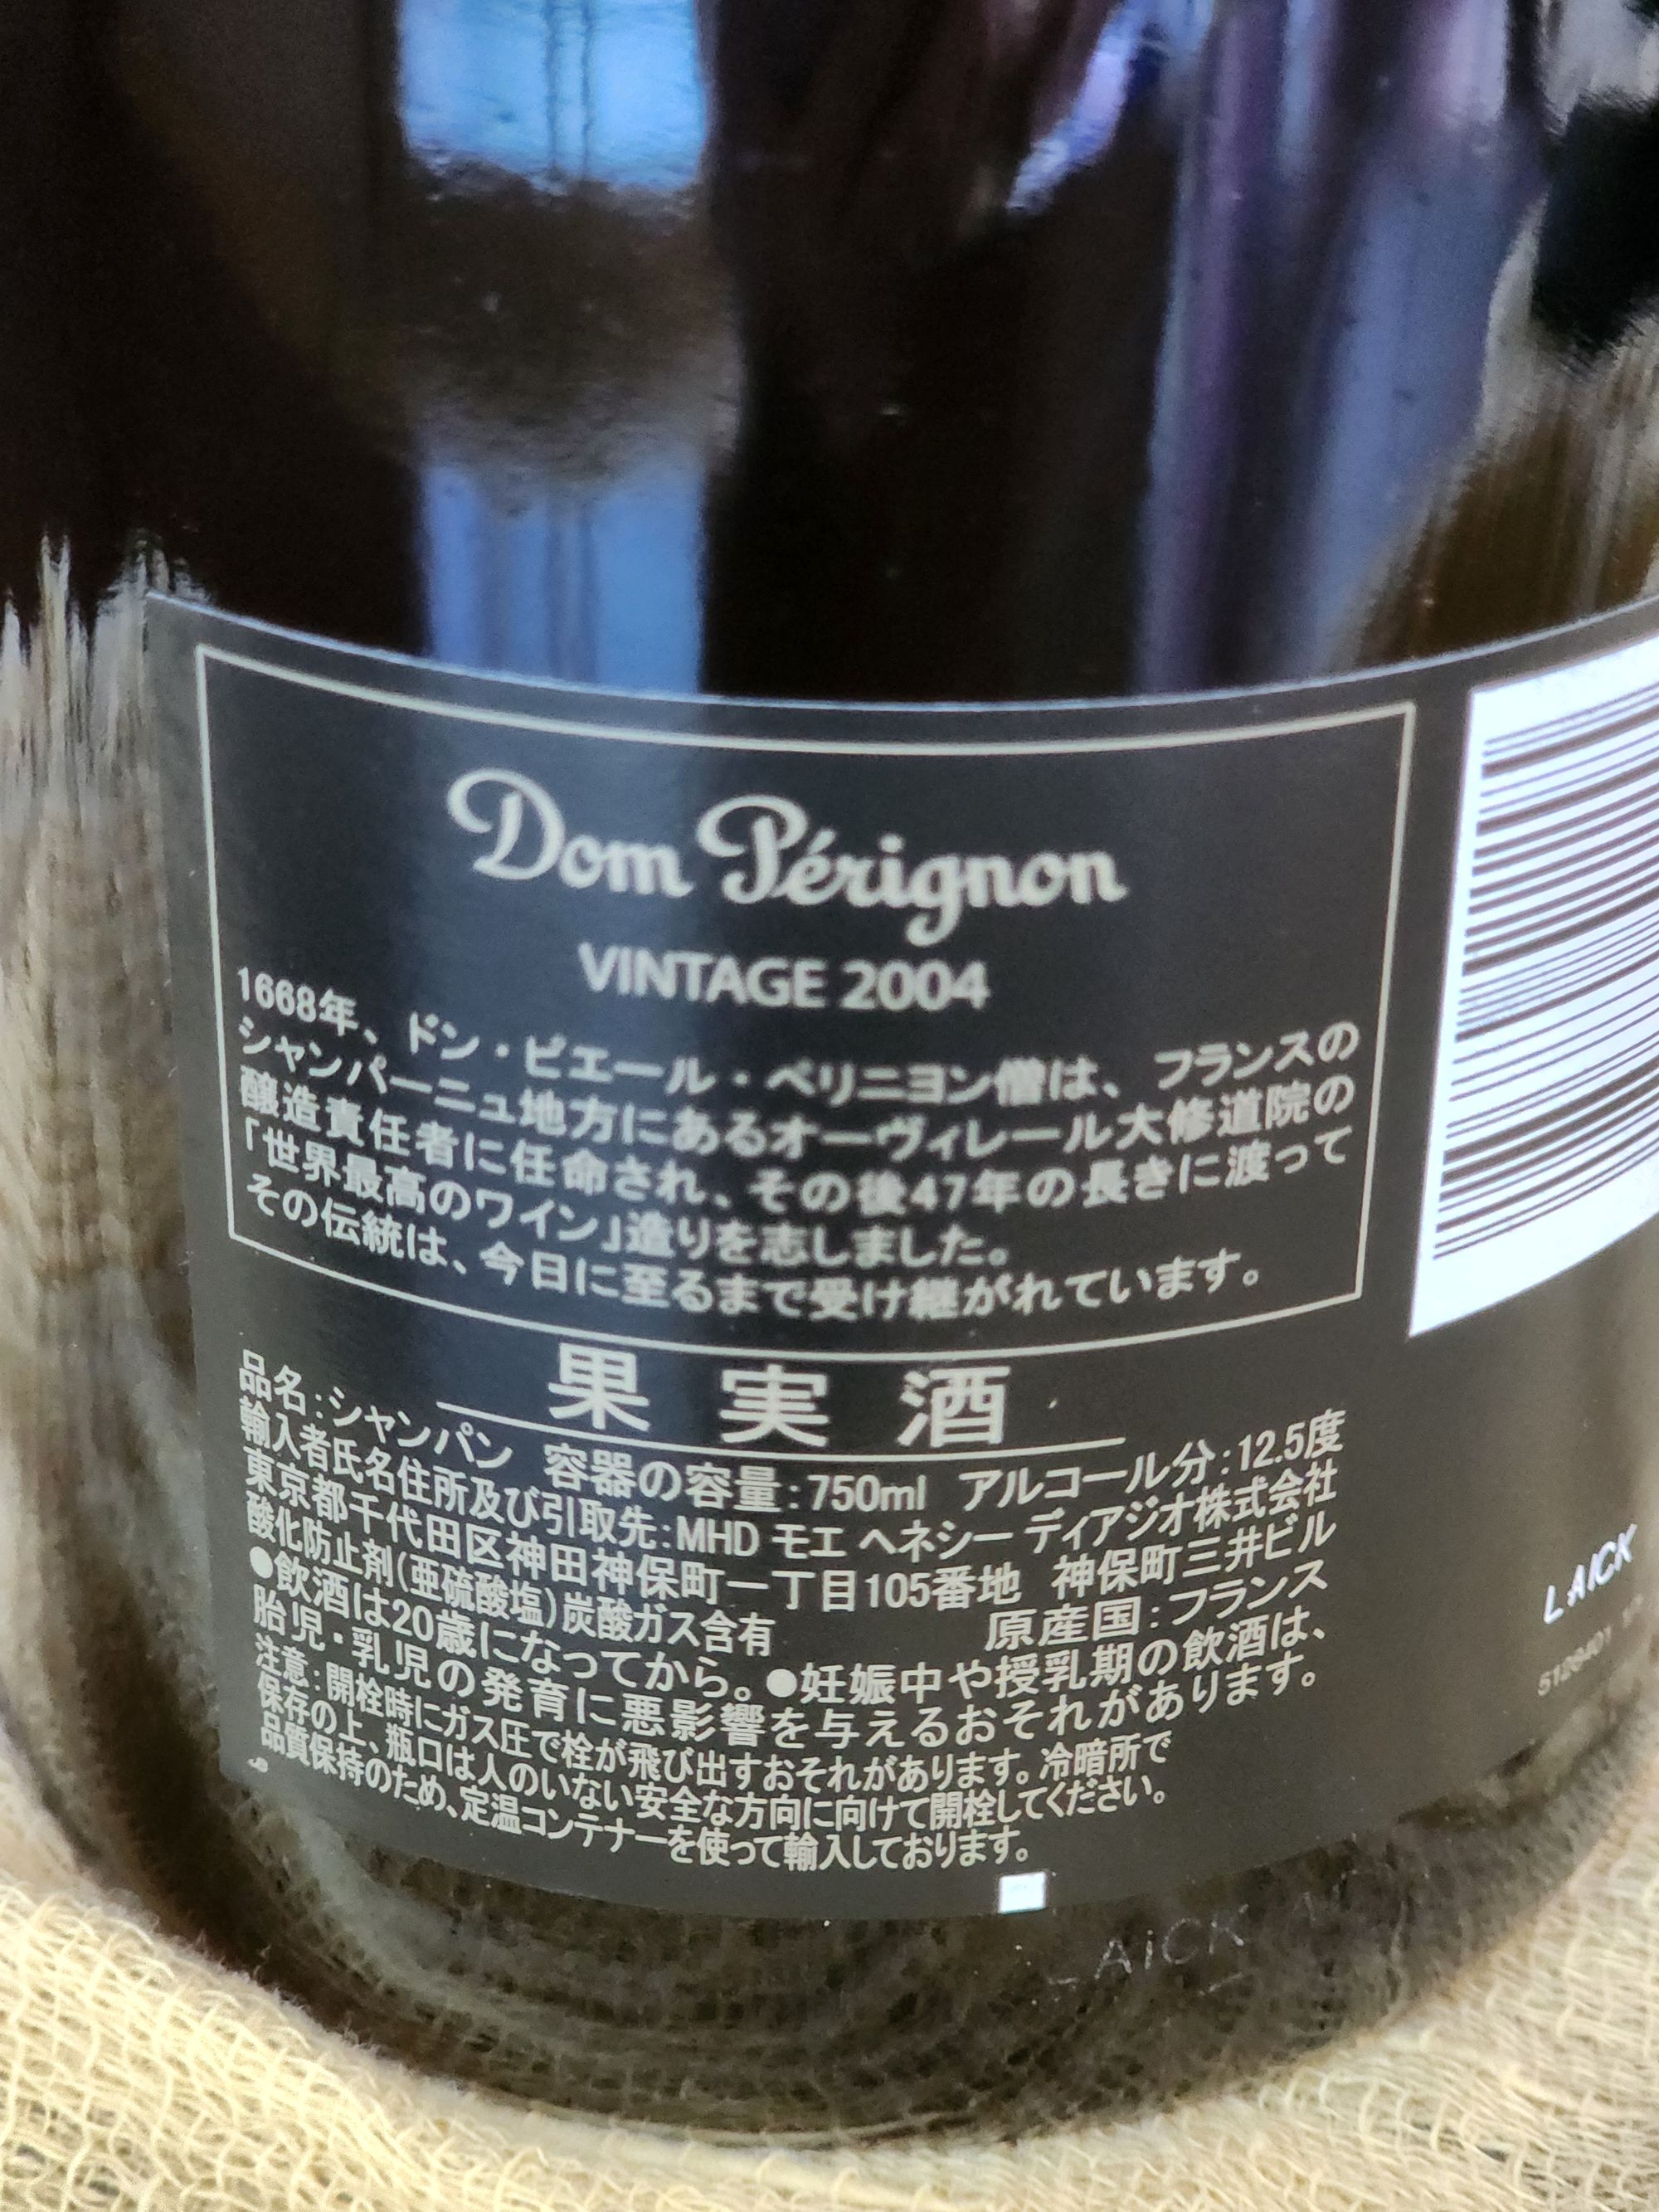 Dom Pérignon
VINTAGE 2004
1668年、ドン・ピエール・ペリニヨン僧は、フランスの
シャンパーニュ地方にあるオーヴィレール大修道院の
醸造責任者に任命され、その後47年の長きに渡って
「世界最高のワイン」造りを志しました。
その伝統は、今日に至るまで受け継がれています。
果実酒
品名:シャンパン 容器の容量:750ml アルコール分:12.5度
輸入者氏名住所及び引取先:MHD モエ ヘネシー ディアジオ株式会社
東京都千代田区神田神保町一丁目105番地 神保町三井ビル
酸化防止剤(亜硫酸塩)炭酸ガス含有 原産国:フランス
●飲酒は20歳になってから。●妊娠中や授乳期の飲酒は、
胎児・乳児の発育に悪影響を与えるおそれがあります。
注意:開栓時にガス圧で栓が飛び出すおそれがあります。冷暗所で
保存の上、瓶口は人のいない安全な方向に向けて開栓してください。
品質保持のため、定温コンテナーを使って輸入しております。
LAICK